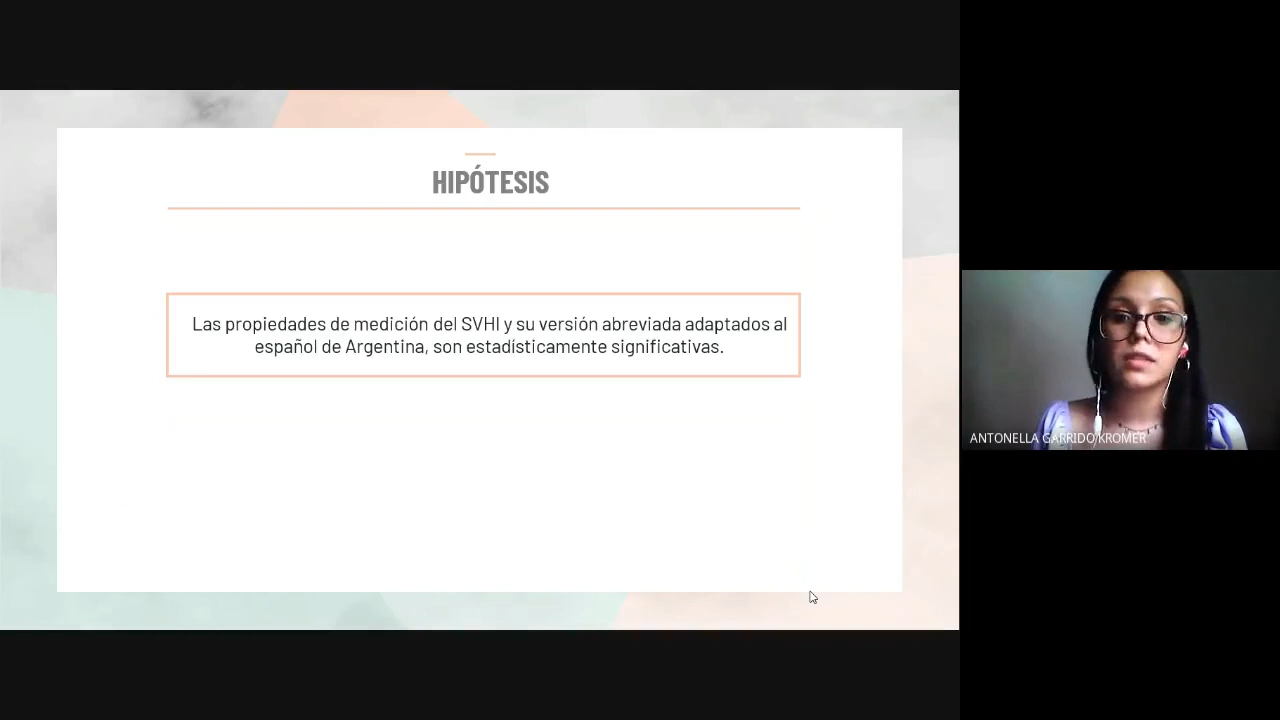 HIPÓTESIS
Las propiedades de medición del SVHI y su versión abreviada adaptados al
español de Argentina, son estadísticamente significativas.
ANTONELLA GARRIDO KROMER